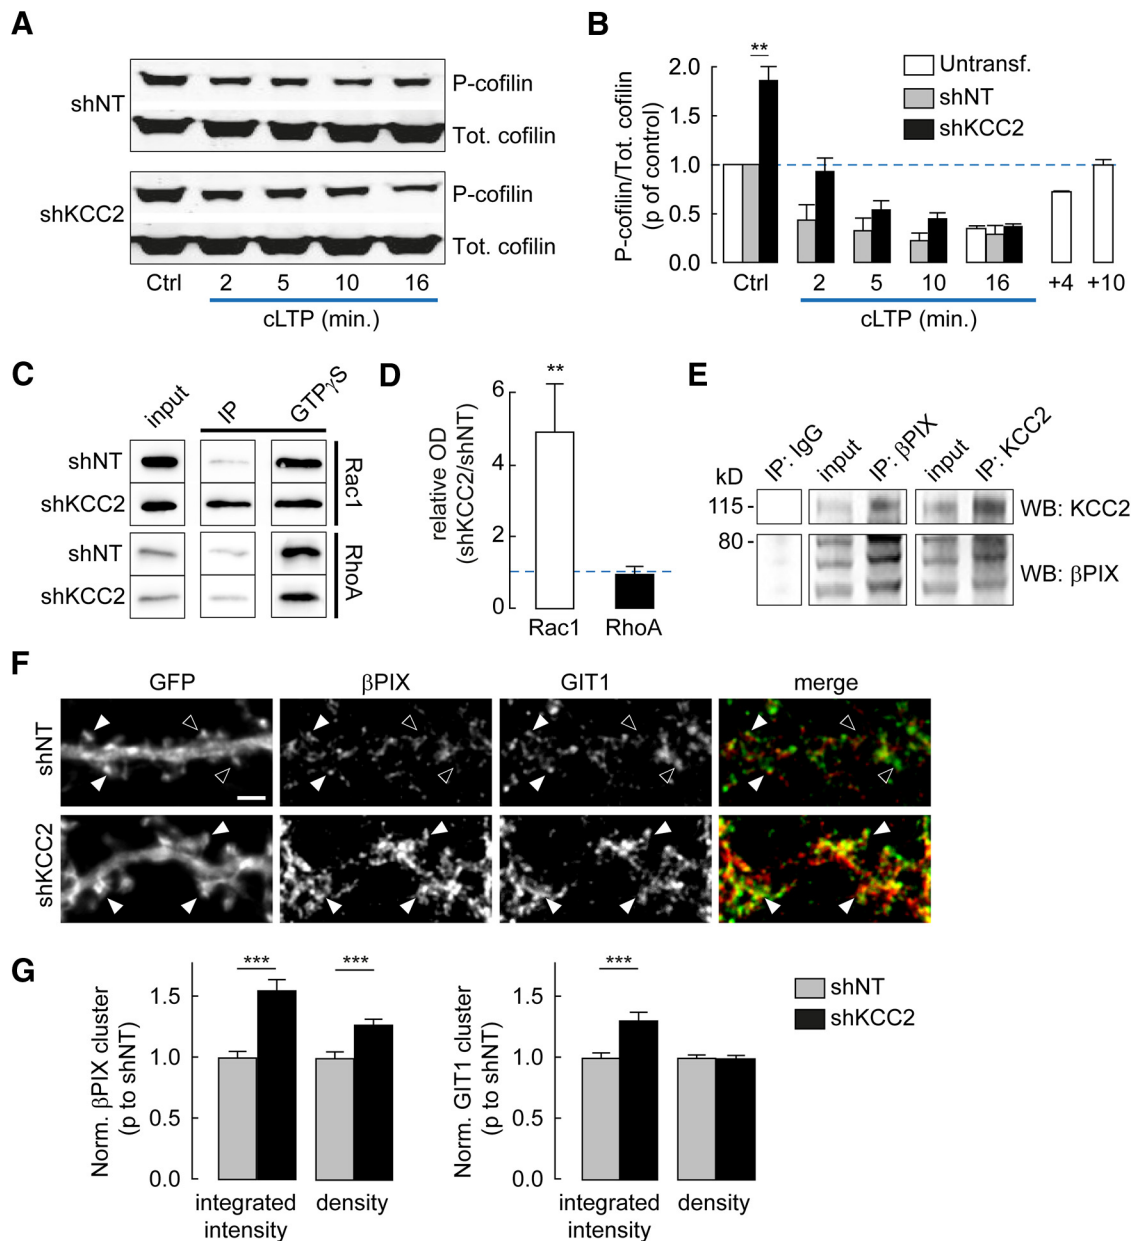 A
shNT
P-cofilin
Tot. cofilin
shKCC2
P-cofilin
Tot. cofilin
Ctrl 2 5 10 16
cLTP (min.)
B
P-cofilin/Tot. cofilin
(p of control)
2.0
1.5
1.0
0.5
0.0
**
Untransf.
shNT
shKCC2
Ctrl 2 5 10 16 +4 +10
cLTP (min.)
C
input IP GTPγS
shNT
shKCC2
Rac1
shNT
shKCC2
RhoA
D
relative OD
(shKCC2/shNT)
6
4
2
0
**
Rac1 RhoA
E
kD
IP: IgG input IP: βPIX input IP: KCC2
115 -
WB: KCC2
80 -
WB: βPIX
F
GFP βPIX GIT1 merge
shNT
shKCC2
G
Norm. βPIX cluster
(p to shNT)
1.5
1.0
0.5
0.0
*** ***
integrated
intensity
density
Norm. GIT1 cluster
(p to shNT)
1.5
1.0
0.5
0.0
***
integrated
intensity
density
shNT
shKCC2